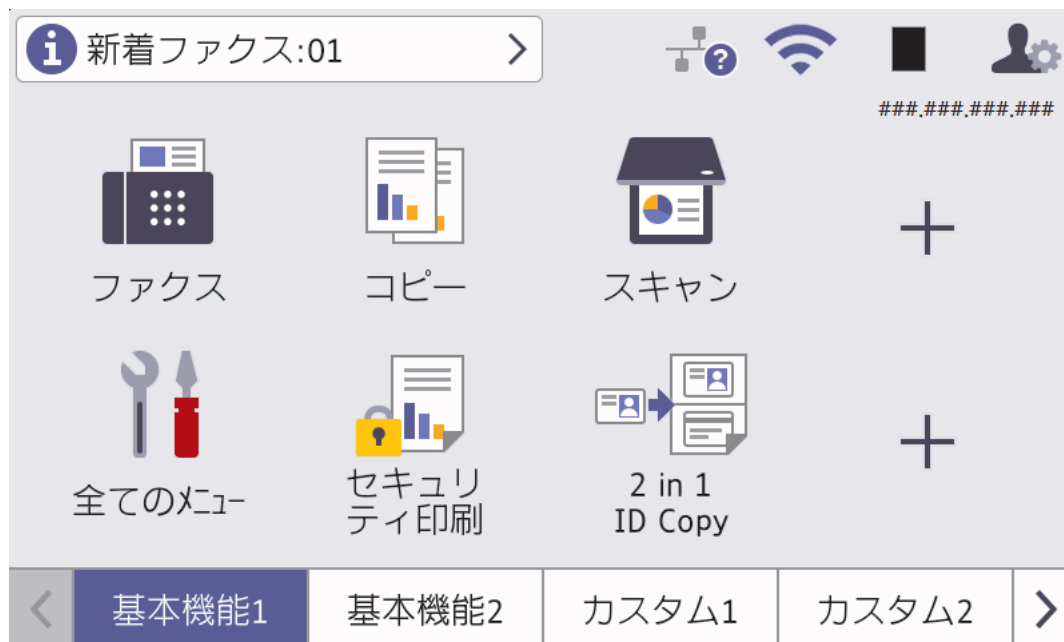 新着ファクス:01
###.###.###.###
ファクス
コピー
スキャン
全てのﾒﾆｭｰ
セキュリ
ティ印刷
2 in 1
ID Copy
基本機能1
基本機能2
カスタム1
カスタム2